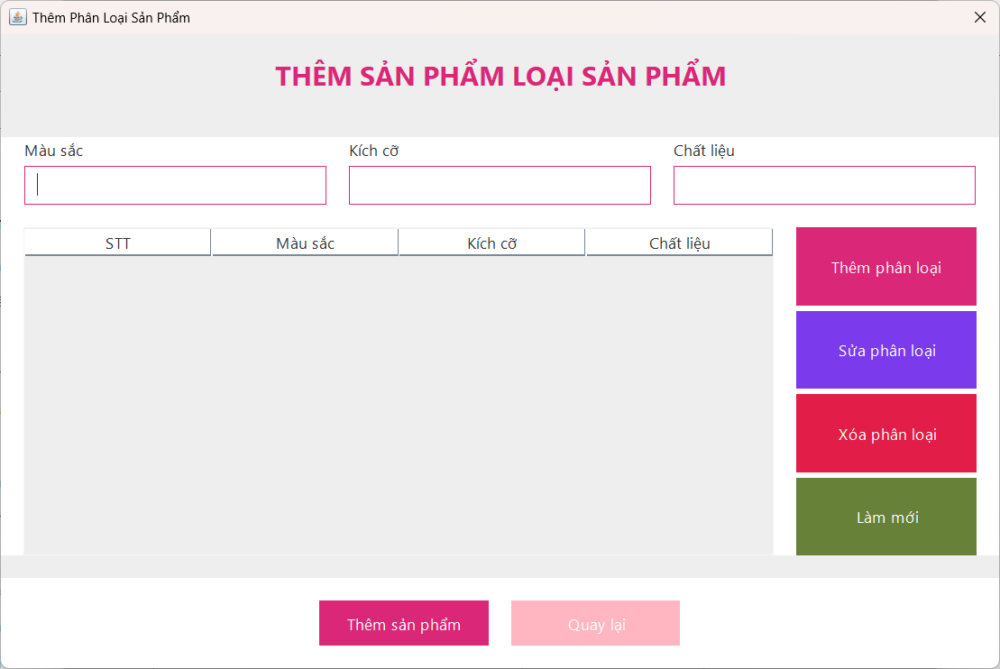 Thêm Phân Loại Sản Phẩm
THÊM SẢN PHẨM LOẠI SẢN PHẨM
Màu sắc Kích cỡ Chất liệu
STT Màu sắc Kích cỡ Chất liệu
Thêm phân loại
Sửa phân loại
Xóa phân loại
Làm mới
Thêm sản phẩm Quay lại